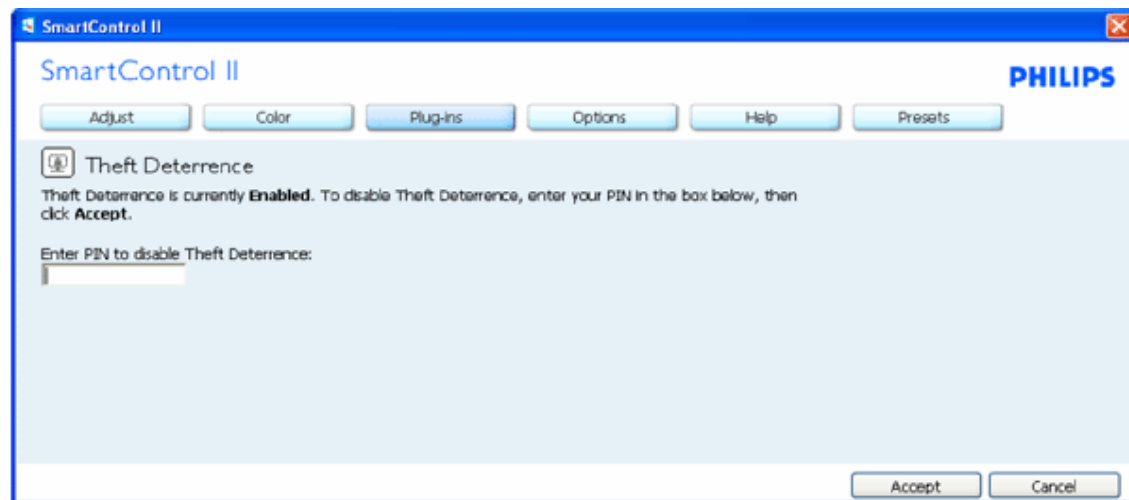 SmartControl II
SmartControl II
PHILIPS
Adjust Color Plug-ins Options Help Presets
Theft Deterrence
Theft Deterrence is currently Enabled. To disable Theft Deterrence, enter your PIN in the box below, then
click Accept.
Enter PIN to disable Theft Deterrence:
Accept Cancel